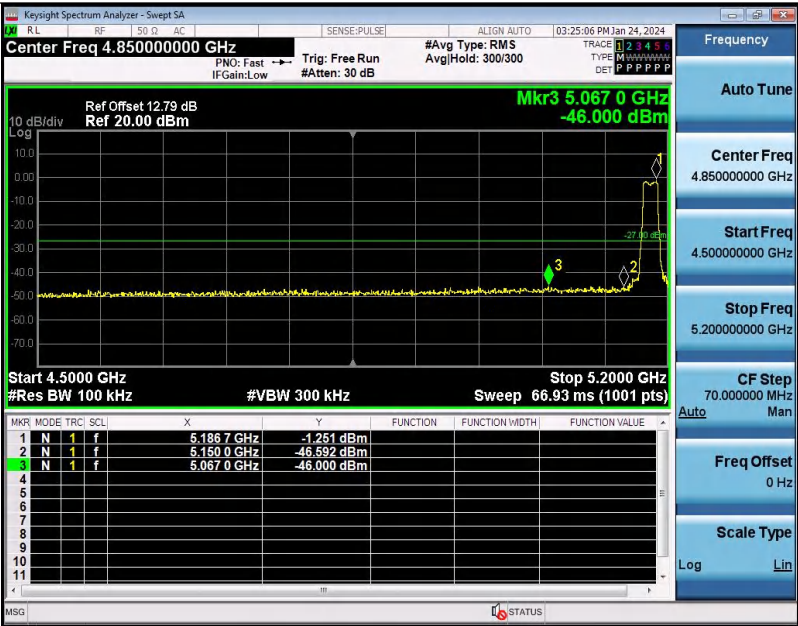 Keysight Spectrum Analyzer - Swept SA
LXI RL RF 50 Ω AC SENSE:PULSE ALIGN AUTO 03:25:06 PM Jan 24, 2024
Center Freq 4.850000000 GHz
PNO: Fast
IFGain:Low
Trig: Free Run
#Atten: 30 dB
#Avg Type: RMS
Avg|Hold: 300/300
TRACE 1 2 3 4 5 6
TYPE M W W W W W
DET P P P P P P
Ref Offset 12.79 dB
10 dB/div Ref 20.00 dBm
Log
Mkr3 5.067 0 GHz
-46.000 dBm
10.0
0.00
-10.0
-20.0
-30.0
-40.0
-50.0
-60.0
-70.0
1
-27.00 dBm
3
2
Start 4.5000 GHz Stop 5.2000 GHz
#Res BW 100 kHz #VBW 300 kHz Sweep 66.93 ms (1001 pts)
MKR MODE TRC SCL X Y FUNCTION FUNCTION WIDTH FUNCTION VALUE
1 N 1 f 5.186 7 GHz -1.251 dBm
2 N 1 f 5.150 0 GHz -46.592 dBm
3 N 1 f 5.067 0 GHz -46.000 dBm
4
5
6
7
8
9
10
11
MSG STATUS
Frequency
Auto Tune
Center Freq
4.850000000 GHz
Start Freq
4.500000000 GHz
Stop Freq
5.200000000 GHz
CF Step
70.000000 MHz
Auto Man
Freq Offset
0 Hz
Scale Type
Log Lin